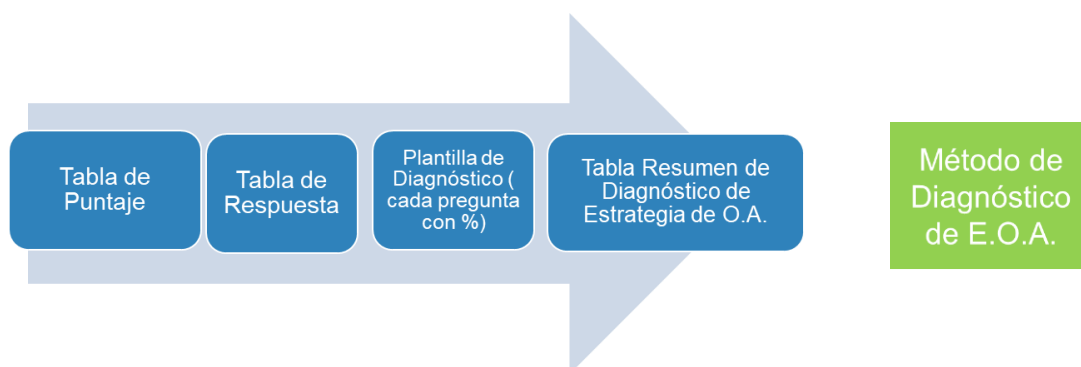 Tabla de
Puntaje
Tabla de
Respuesta
Plantilla de
Diagnóstico (
cada pregunta
con %)
Tabla Resumen de
Diagnóstico de
Estrategia de O.A.
Método de
Diagnóstico
de E.O.A.